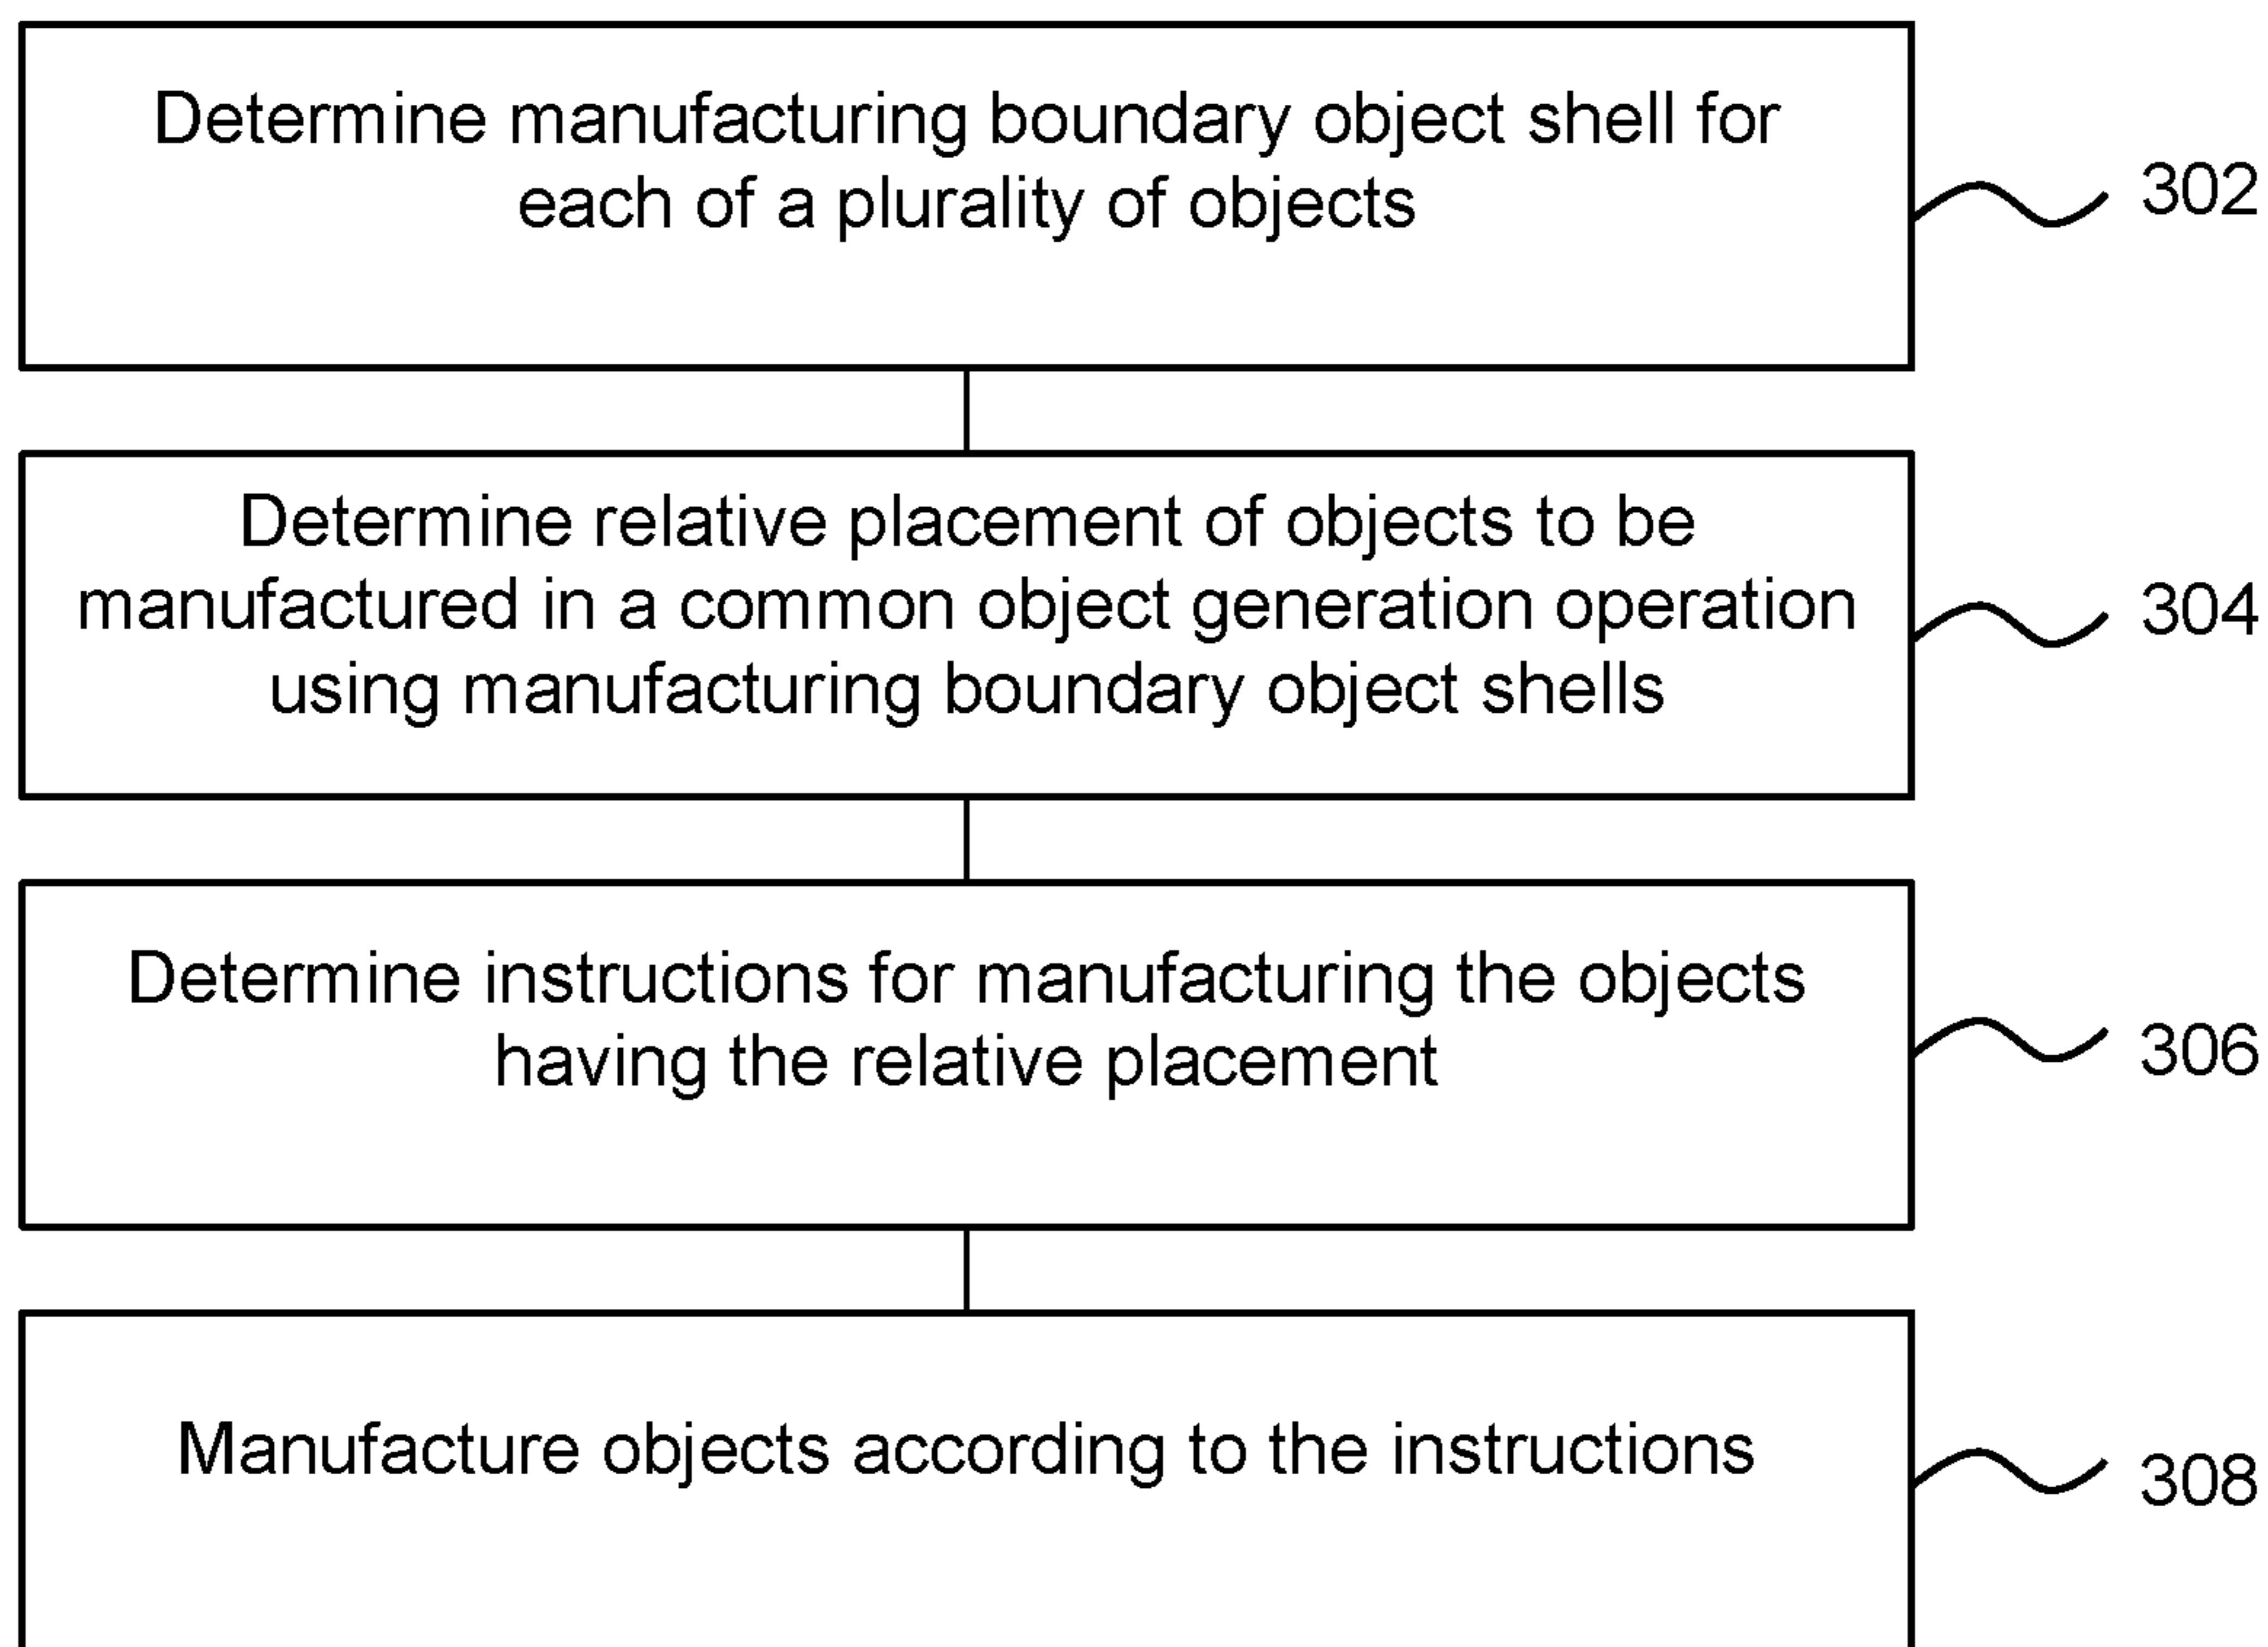 Determine manufacturing boundary object shell for
each of a plurality of objects
302
Determine relative placement of objects to be
manufactured in a common object generation operation
using manufacturing boundary object shells
304
Determine instructions for manufacturing the objects
having the relative placement
306
Manufacture objects according to the instructions
308